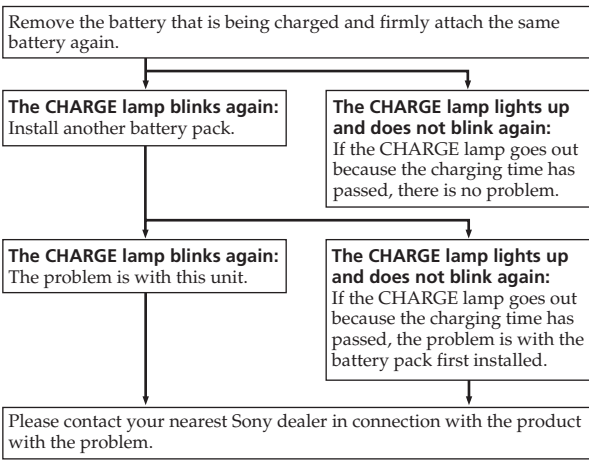 Remove the battery that is being charged and firmly attach the same
battery again.
The CHARGE lamp blinks again:
Install another battery pack.
The CHARGE lamp lights up
and does not blink again:
If the CHARGE lamp goes out
because the charging time has
passed, there is no problem.
The CHARGE lamp blinks again:
The problem is with this unit.
The CHARGE lamp lights up
and does not blink again:
If the CHARGE lamp goes out
because the charging time has
passed, the problem is with the
battery pack first installed.
Please contact your nearest Sony dealer in connection with the product
with the problem.